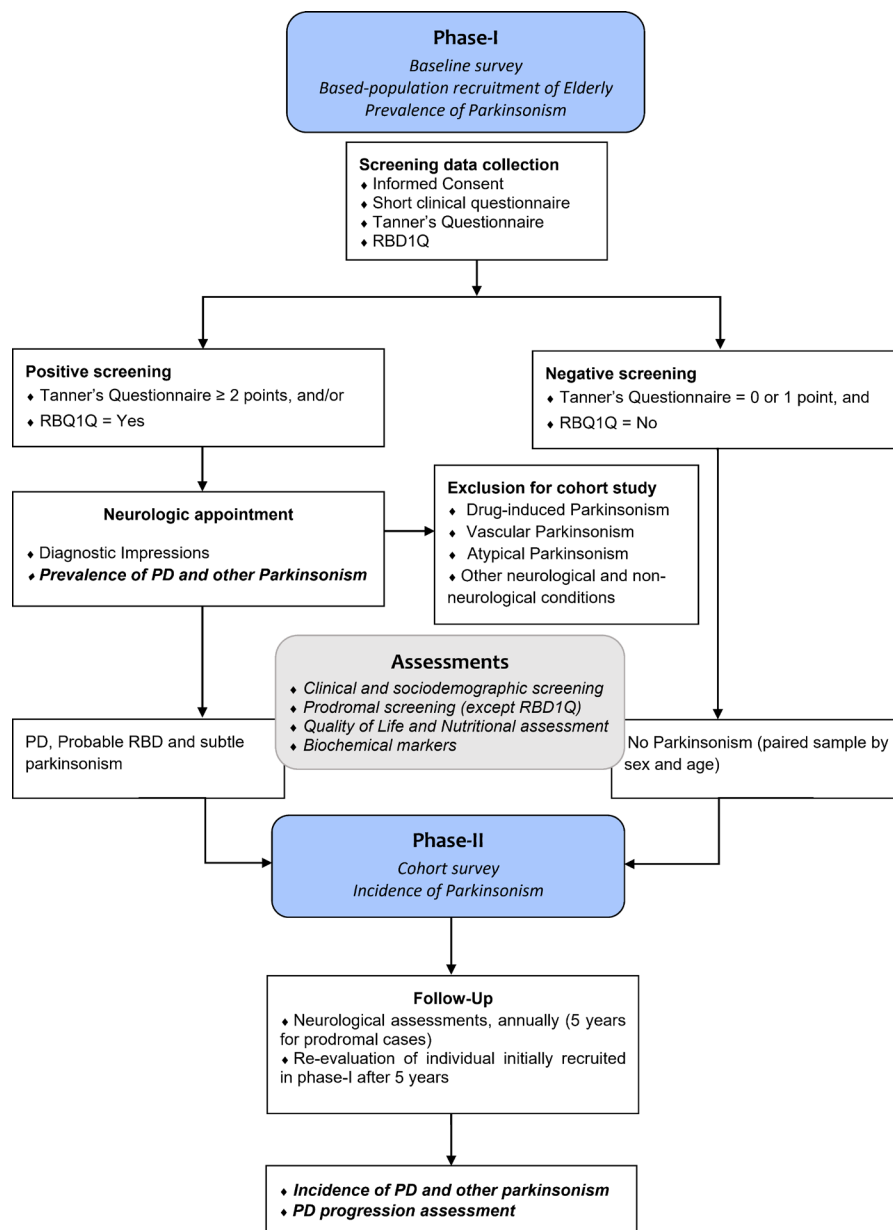 Phase-I
Baseline survey
Based-population recruitment of Elderly
Prevalence of Parkinsonism
Screening data collection
♦ Informed Consent
♦ Short clinical questionnaire
♦ Tanner's Questionnaire
♦ RBD1Q
Positive screening
♦ Tanner's Questionnaire ≥ 2 points, and/or
♦ RBQ1Q = Yes
Negative screening
♦ Tanner's Questionnaire = 0 or 1 point, and
♦ RBQ1Q = No
Neurologic appointment
♦ Diagnostic Impressions
♦ Prevalence of PD and other Parkinsonism
Exclusion for cohort study
♦ Drug-induced Parkinsonism
♦ Vascular Parkinsonism
♦ Atypical Parkinsonism
♦ Other neurological and non-
neurological conditions
Assessments
♦ Clinical and sociodemographic screening
♦ Prodromal screening (except RBD1Q)
♦ Quality of Life and Nutritional assessment
♦ Biochemical markers
PD, Probable RBD and subtle
parkinsonism
No Parkinsonism (paired sample by
sex and age)
Phase-II
Cohort survey
Incidence of Parkinsonism
Follow-Up
♦ Neurological assessments, annually (5 years
for prodromal cases)
♦ Re-evaluation of individual initially recruited
in phase-I after 5 years
♦ Incidence of PD and other parkinsonism
♦ PD progression assessment